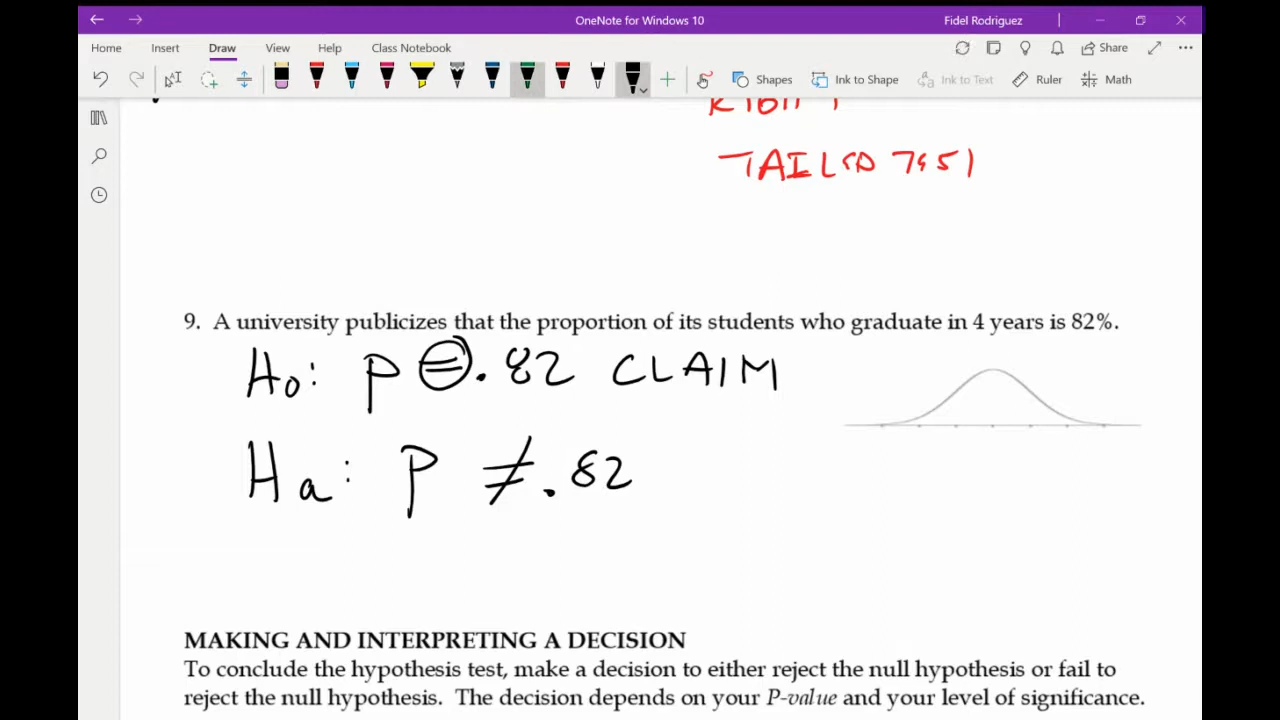 OneNote for Windows 10
Fidel Rodriguez
Home Insert Draw View Help Class Notebook Share
Shapes Ink to Shape Ink to Text Ruler Math
TAILED
9. A university publicizes that the proportion of its students who graduate in 4 years is 82%.
Ho: p = .82 CLAIM
Ha: p ≠ .82
MAKING AND INTERPRETING A DECISION
To conclude the hypothesis test, make a decision to either reject the null hypothesis or fail to
reject the null hypothesis. The decision depends on your P-value and your level of significance.